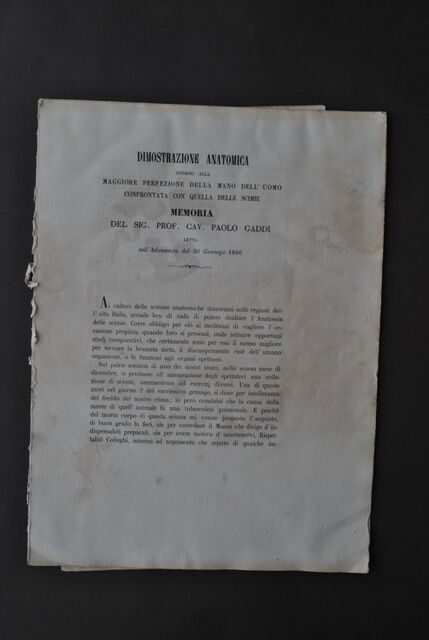 DIMOSTRAZIONE ANATOMICA
INTORNO ALLA
MAGGIORE PERFEZIONE DELLA MANO DELL'UOMO
CONFRONTATA CON QUELLA DELLE SCIMIE
MEMORIA
DEL SIG. PROF. CAV. PAOLO GADDI
LETTA
nell'Adunanza del 30 Gennajo 1866
Ai cultori delle scienze anatomiche dimoranti nelle regioni del-
l'alta Italia, accade ben di rado di potere studiare l'Anatomia
delle scimie. Corre obbligo per ciò ai medesimi di cogliere l'oc-
casione propizia, quando loro si presenti, onde istituire opportuni
studj comparativi, che certamente sono per essi il mezzo migliore
per toccare la bramata meta, il discuoprimento cioè dell'umano
organismo, e le funzioni agli organi spettanti.
Sul palco scenico di uno dei nostri teatri, nello scorso mese di
dicembre, si produsse all'ammirazione degli spettatori una colle-
zione di scimie, ammaestrate ad esercizj diversi. Una di queste
morì nel giorno 2 del successivo gennajo, si disse per intolleranza
del freddo del nostro clima; io però constatai che la causa della
morte di quell'animale fu una tubercolosi polmonale. E poichè
del morto corpo di questa scimia mi venne proposto l'acquisto,
di buon grado lo feci, sia per corredare il Museo che dirigo d'in-
dispensabili preparati, sia per avere motivo d'intertenervi, Rispet-
tabili Colleghi, intorno ad argomento che reputo di qualche im-